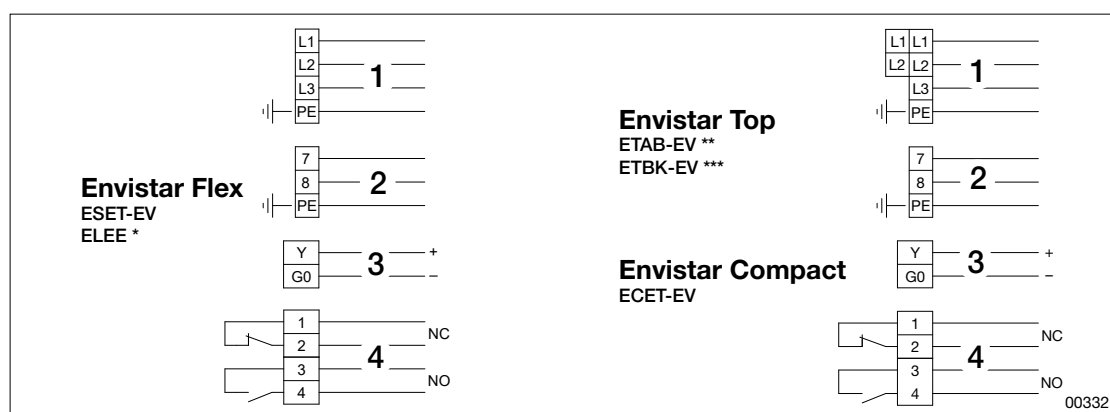 L1
L2
L3
PE
1
7
8
PE
2
Envistar Flex
ESET-EV
ELEE *
Y
G0
3
+
–
1
2
3
4
4
NC
NO
L1 L1
L2 L2
L3
PE
1
Envistar Top
ETAB-EV **
ETBK-EV ***
7
8
PE
2
Y
G0
3
+
–
Envistar Compact
ECET-EV
1
2
3
4
4
NC
NO
00332